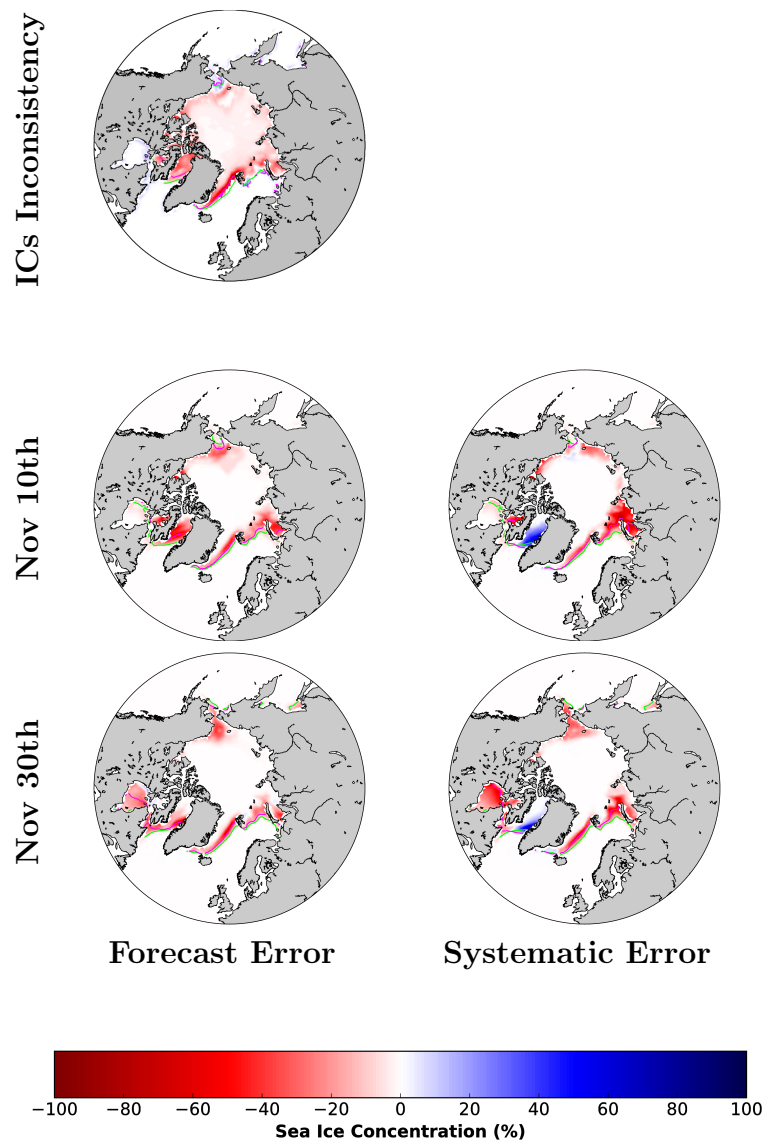 ICs Inconsistency
Nov 10th
Nov 30th
Forecast Error
Systematic Error
−100 −80 −60 −40 −20 0 20 40 60 80 100
Sea Ice Concentration (%)